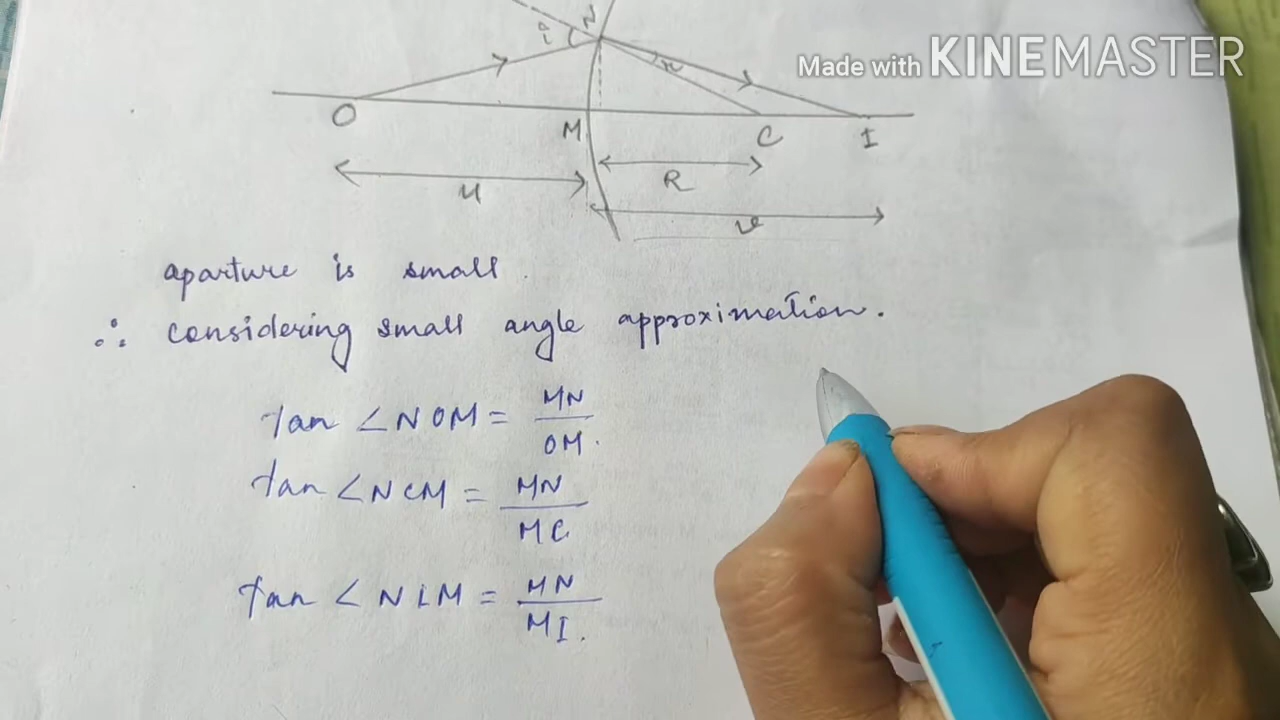 Made with KINEMASTER
i N r
O M C I
u R v
aparture is small.
∴ considering small angle approximation.
tan ∠NOM = MN/OM.
tan ∠NCM = MN/MC
tan ∠NIM = MN/MI.